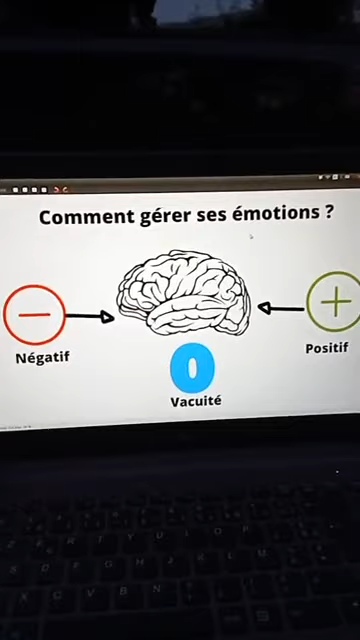 Comment gérer ses émotions ?
Négatif
Positif
0
Vacuité